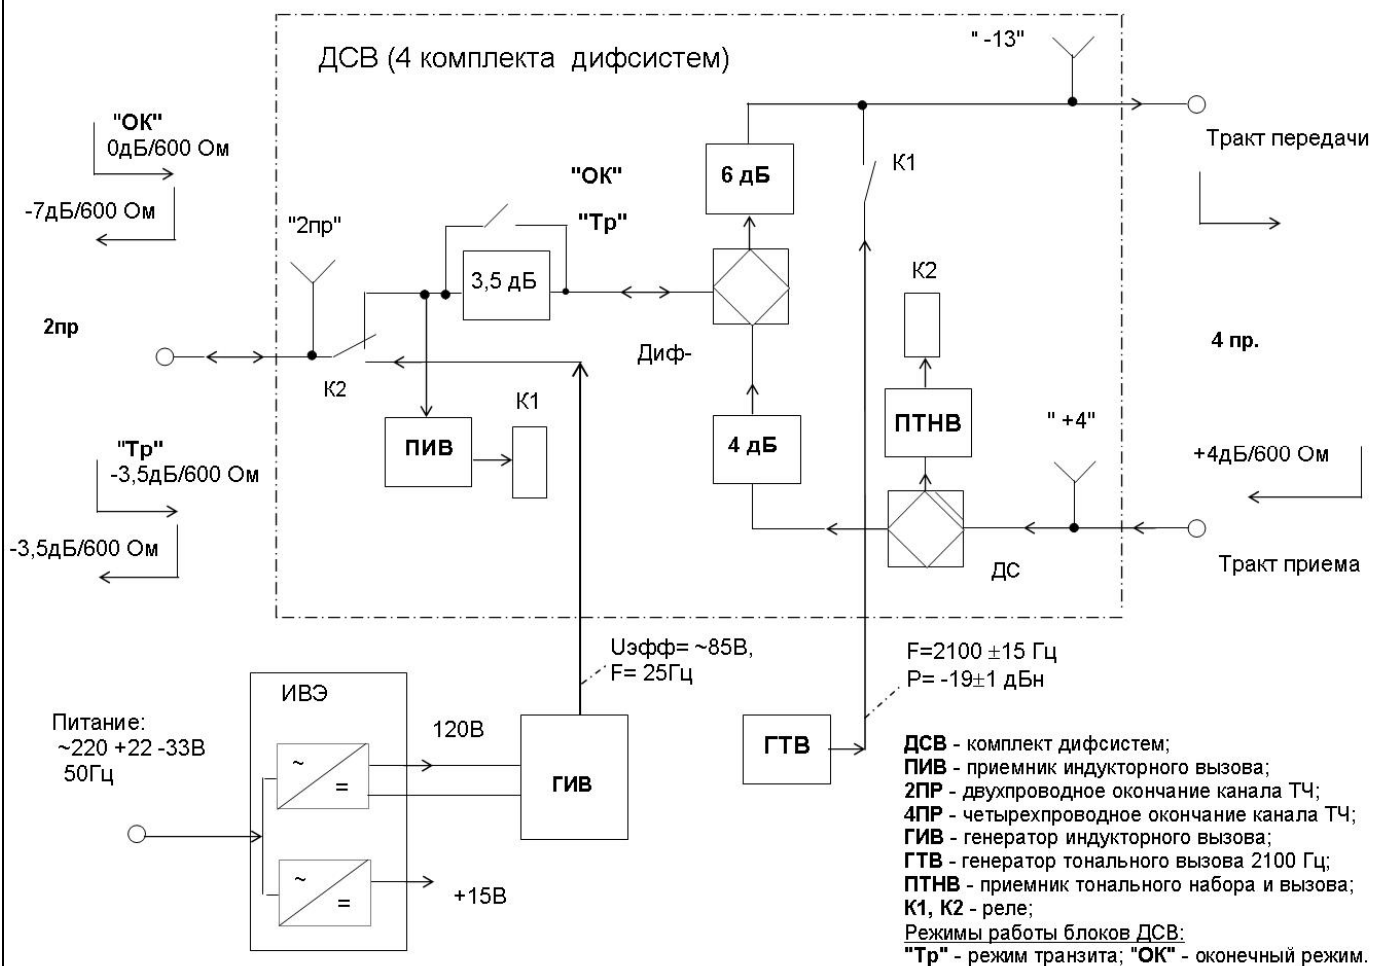 ДСВ (4 комплекта дифсистем)
" -13"
"ОК"
0дБ/600 Ом
-7дБ/600 Ом
"2пр"
"ОК"
"Тр"
3,5 дБ
6 дБ
К1
Тракт передачи
К2
2пр
К2
Диф-
4 пр.
К1
ПИВ
4 дБ
ПТНВ
" +4"
+4дБ/600 Ом
"Тр"
-3,5дБ/600 Ом
-3,5дБ/600 Ом
ДС
Тракт приема
Uэфф= ~85В,
F= 25Гц
F=2100 ±15 Гц
P= -19±1 дБн
ИВЭ
Питание:
~220 +22 -33В
50Гц
~
=
120В
ГИВ
ГТВ
~
=
+15В
ДСВ - комплект дифсистем;
ПИВ - приемник индукторного вызова;
2ПР - двухпроводное окончание канала ТЧ;
4ПР - четырехпроводное окончание канала ТЧ;
ГИВ - генератор индукторного вызова;
ГТВ - генератор тонального вызова 2100 Гц;
ПТНВ - приемник тонального набора и вызова;
К1, К2 - реле;
Режимы работы блоков ДСВ:
"Тр" - режим транзита; "ОК" - оконечный режим.